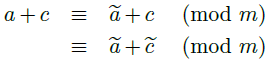 a + c ≡ ã + c (mod m)
≡ ã + c̃ (mod m)